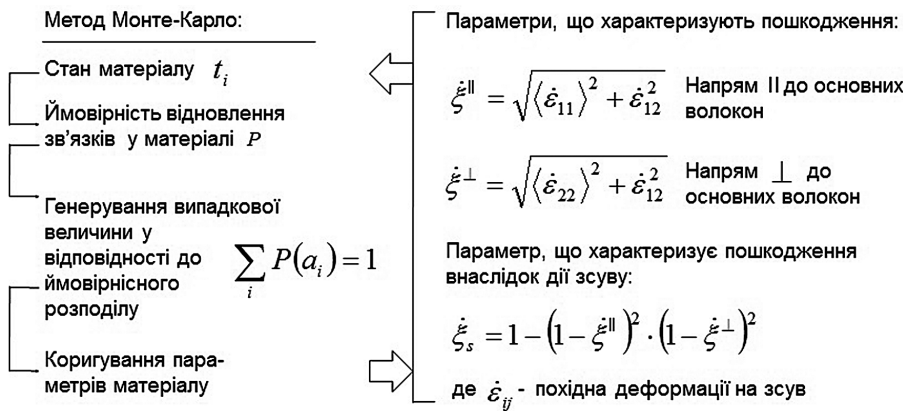 Метод Монте-Карло:
Стан матеріалу t_i
Ймовірність відновлення
зв'язків у матеріалі P
Генерування випадкової
величини у
відповідності до
ймовірнісного
розподілу
∑_i P(a_i) = 1
Коригування пара-
метрів матеріалу
Параметри, що характеризують пошкодження:
ξ̇^∥ = √(⟨ε̇_11⟩² + ε̇_12²)
Напрям II до основних
волокон
ξ̇^⊥ = √(⟨ε̇_22⟩² + ε̇_12²)
Напрям ⊥ до
основних волокон
Параметр, що характеризує пошкодження
внаслідок дії зсуву:
ξ̇_s = 1 − (1 − ξ̇^∥)² · (1 − ξ̇^⊥)²
де ε̇_ij - похідна деформації на зсув